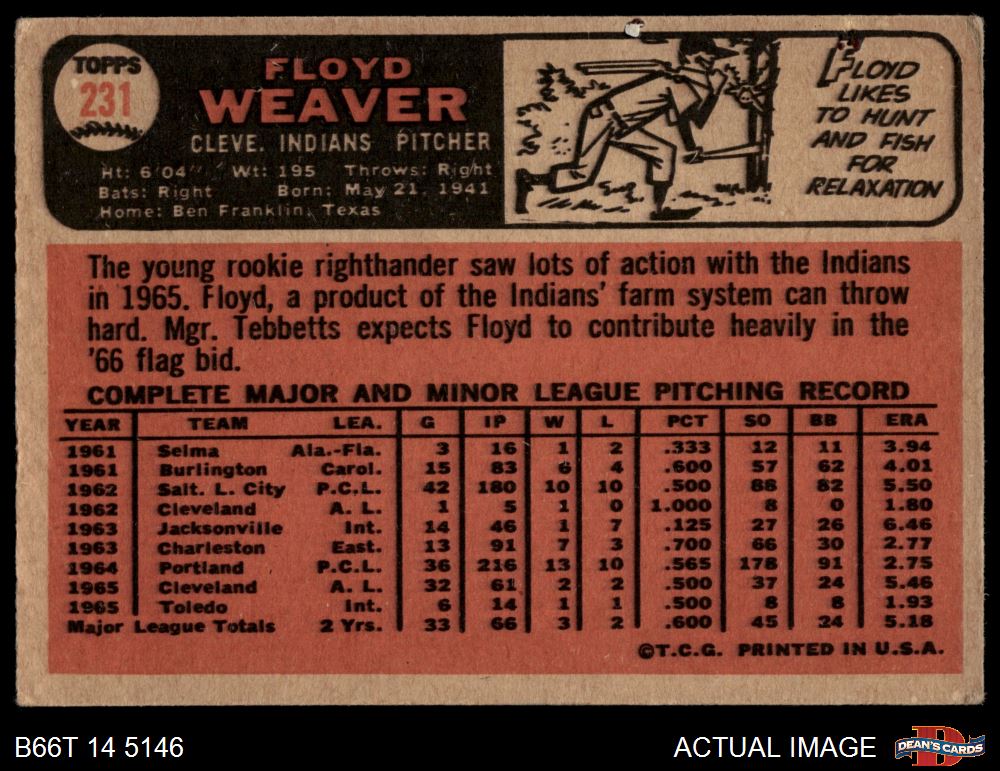 TOPPS
231
FLOYD
WEAVER
CLEVE. INDIANS PITCHER
Ht: 6'04" Wt: 195 Throws: Right
Bats: Right Born: May 21, 1941
Home: Ben Franklin, Texas
FLOYD
LIKES
TO HUNT
AND FISH
FOR
RELAXATION
The young rookie righthander saw lots of action with the Indians
in 1965. Floyd, a product of the Indians' farm system can throw
hard. Mgr. Tebbetts expects Floyd to contribute heavily in the
'66 flag bid.
COMPLETE MAJOR AND MINOR LEAGUE PITCHING RECORD
YEAR TEAM LEA. G IP W L PCT SO BB ERA
1961 Selma Ala.-Fla. 3 16 1 2 .333 12 11 3.94
1961 Burlington Carol. 15 83 6 4 .600 57 62 4.01
1962 Salt. L. City P.C.L. 42 180 10 10 .500 88 82 5.50
1962 Cleveland A. L. 1 5 1 0 1.000 8 0 1.80
1963 Jacksonville Int. 14 46 1 7 .125 27 26 6.46
1963 Charleston East. 13 91 7 3 .700 66 30 2.77
1964 Portland P.C.L. 36 216 13 10 .565 178 91 2.75
1965 Cleveland A. L. 32 61 2 2 .500 37 24 5.46
1965 Toledo Int. 6 14 1 1 .500 8 8 1.93
Major League Totals 2 Yrs. 33 66 3 2 .600 45 24 5.18
©T.C.G. PRINTED IN U.S.A.
B66T 14 5146
ACTUAL IMAGE
DEAN'S CARDS